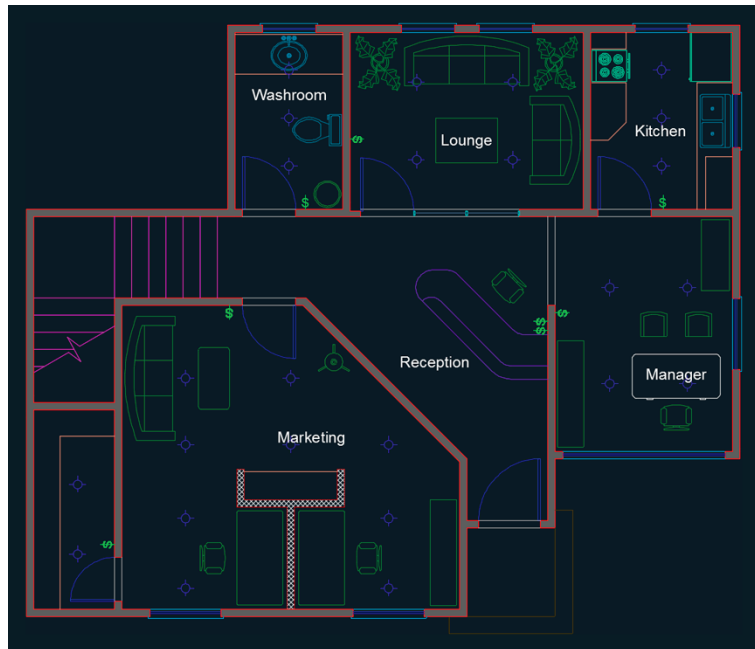 Washroom
Lounge
Kitchen
$
$
$
$
$
$
$
$
Manager
Reception
Marketing
$